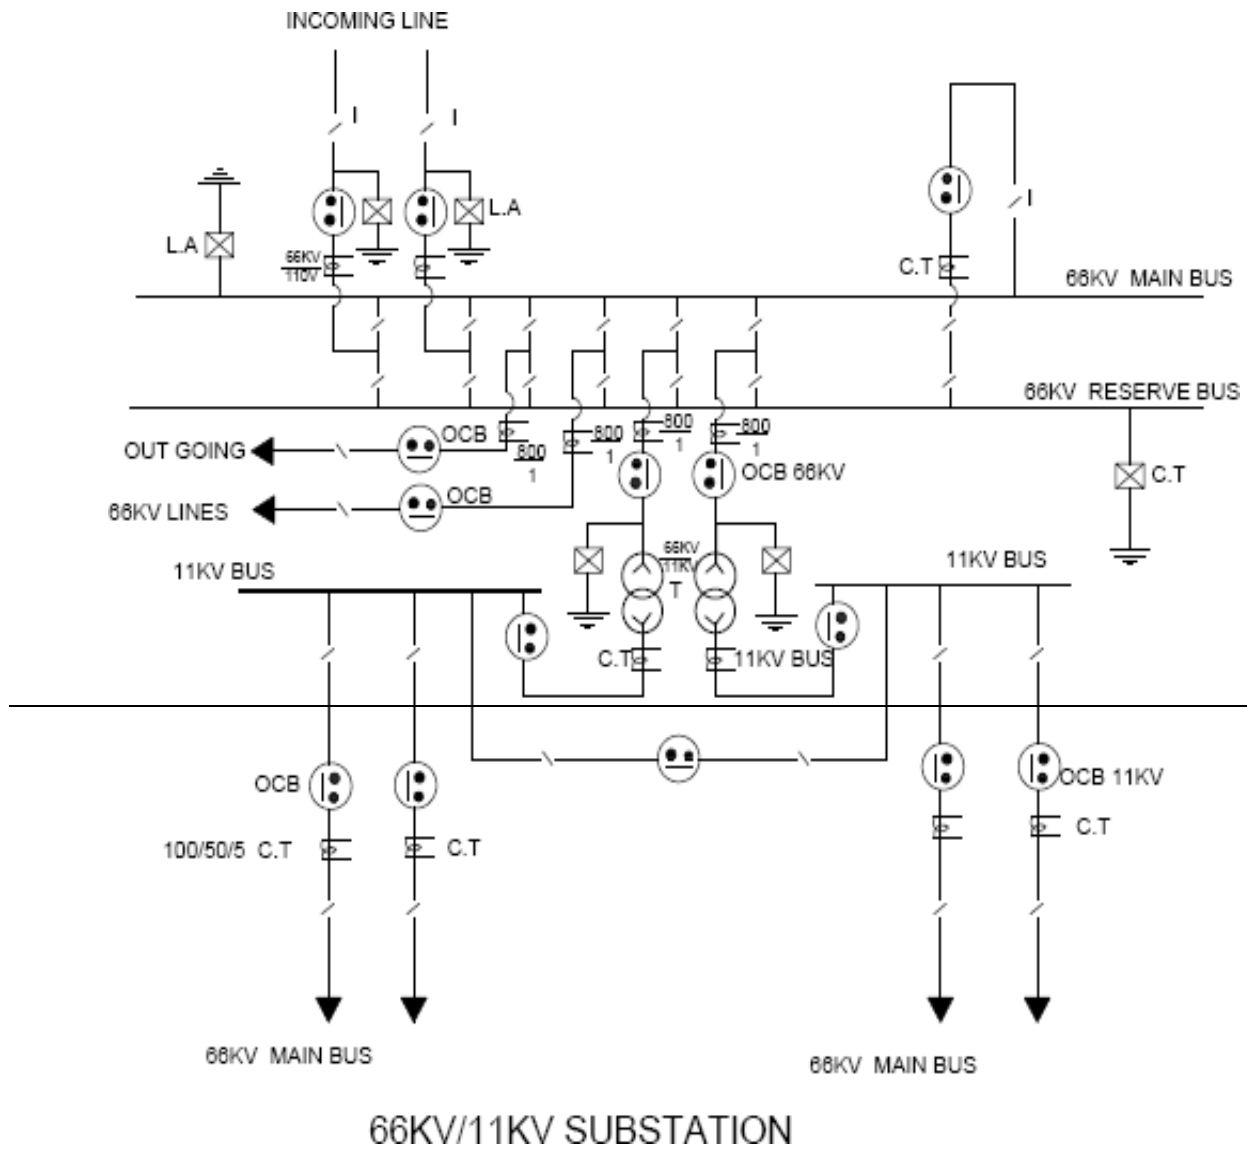 INCOMING LINE
I
I
I
L.A
L.A
66KV
110V
C.T
66KV MAIN BUS
66KV RESERVE BUS
OUT GOING
OCB
800
1
800
1
800
1
800
1
OCB 66KV
C.T
66KV LINES
OCB
66KV
11KV
T
11KV BUS
11KV BUS
C.T
11KV BUS
OCB
OCB 11KV
100/50/5 C.T
C.T
C.T
66KV MAIN BUS
66KV MAIN BUS
66KV/11KV SUBSTATION